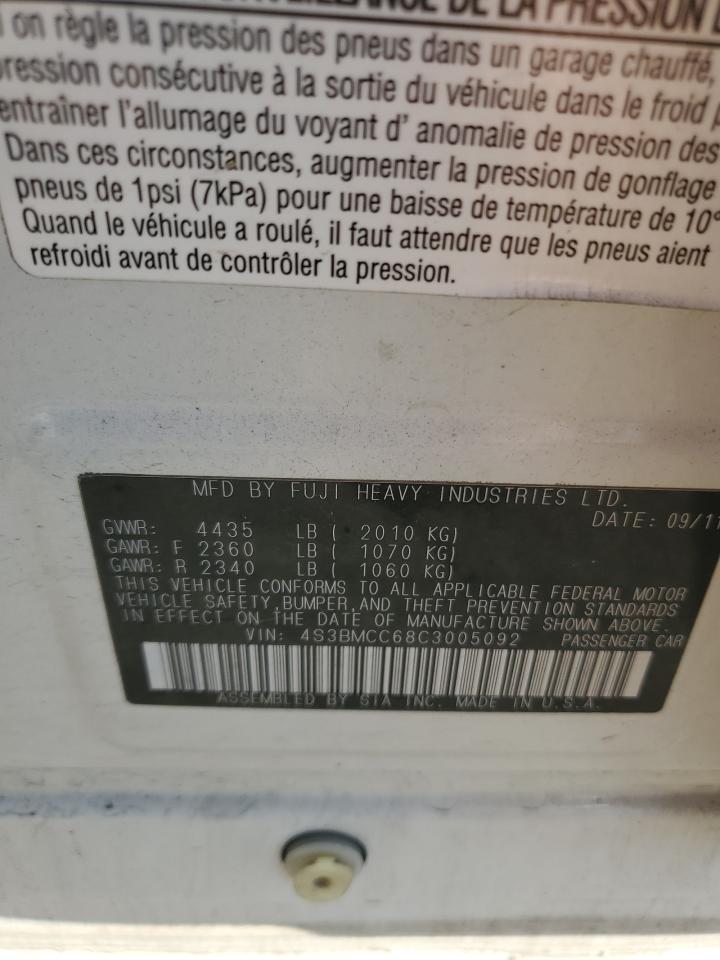 SURVEILLANCE DE LA PRESSION
on règle la pression des pneus dans un garage chauffé,
pression consécutive à la sortie du véhicule dans le froid
entraîner l'allumage du voyant d' anomalie de pression des
Dans ces circonstances, augmenter la pression de gonflage
pneus de 1psi (7kPa) pour une baisse de température de 10°
Quand le véhicule a roulé, il faut attendre que les pneus aient
refroidi avant de contrôler la pression.
MFD BY FUJI HEAVY INDUSTRIES LTD.
DATE: 09/11
GVWR: 4435 LB ( 2010 KG)
GAWR: F 2360 LB ( 1070 KG)
GAWR: R 2340 LB ( 1060 KG)
THIS VEHICLE CONFORMS TO ALL APPLICABLE FEDERAL MOTOR
VEHICLE SAFETY,BUMPER,AND THEFT PREVENTION STANDARDS
IN EFFECT ON THE DATE OF MANUFACTURE SHOWN ABOVE.
VIN: 4S3BMCC68C3005092 PASSENGER CAR
ASSEMBLED BY SIA INC. MADE IN U.S.A.